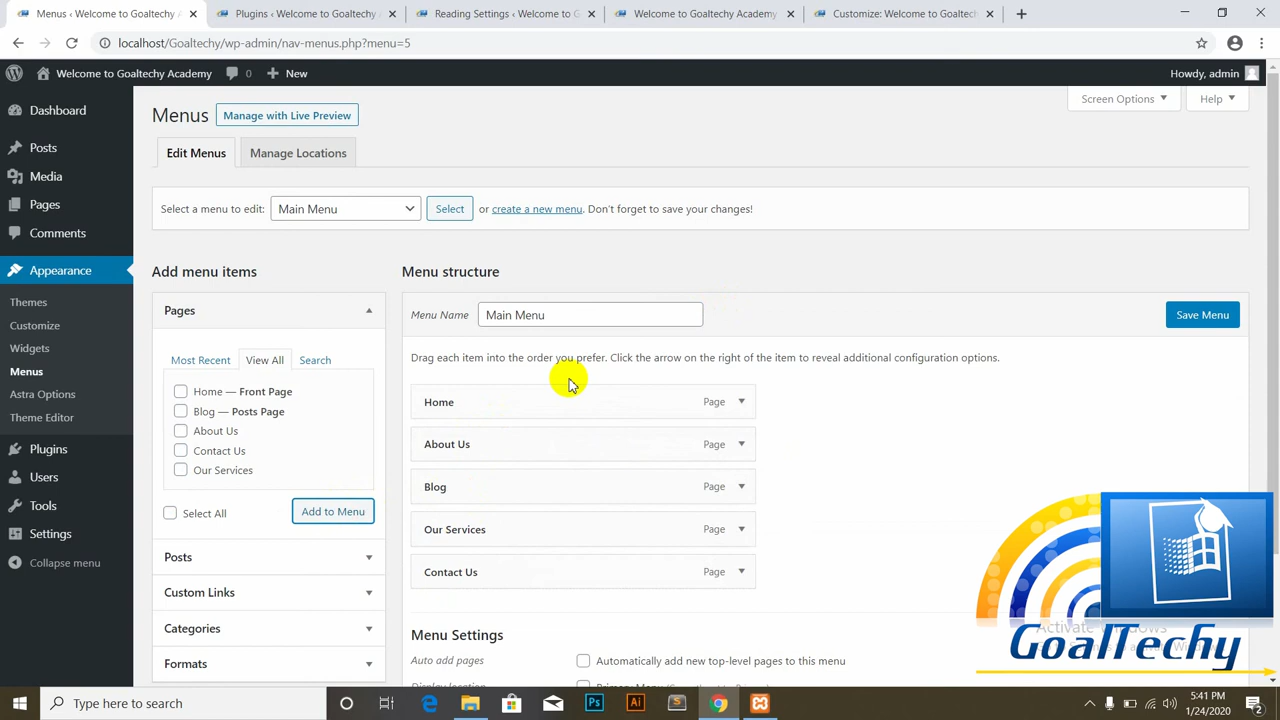 Menus ‹ Welcome to Goaltechy Aca
Plugins ‹ Welcome to Goaltechy A
Reading Settings ‹ Welcome to G
Welcome to Goaltechy Academy
Customize: Welcome to Goaltech
localhost/Goaltechy/wp-admin/nav-menus.php?menu=5
Welcome to Goaltechy Academy
0
New
Howdy, admin
Dashboard
Posts
Media
Pages
Comments
Appearance
Themes
Customize
Widgets
Menus
Astra Options
Theme Editor
Plugins
Users
Tools
Settings
Collapse menu
Screen Options
Help
Menus
Manage with Live Preview
Edit Menus
Manage Locations
Select a menu to edit:
Main Menu
Select
or create a new menu. Don't forget to save your changes!
Add menu items
Pages
Most Recent
View All
Search
Home — Front Page
Blog — Posts Page
About Us
Contact Us
Our Services
Select All
Add to Menu
Posts
Custom Links
Categories
Formats
Menu structure
Menu Name
Main Menu
Save Menu
Drag each item into the order you prefer. Click the arrow on the right of the item to reveal additional configuration options.
Home Page
About Us Page
Blog Page
Our Services Page
Contact Us Page
Menu Settings
Auto add pages
Automatically add new top-level pages to this menu
GoalTechy
Type here to search
5:41 PM
1/24/2020
2